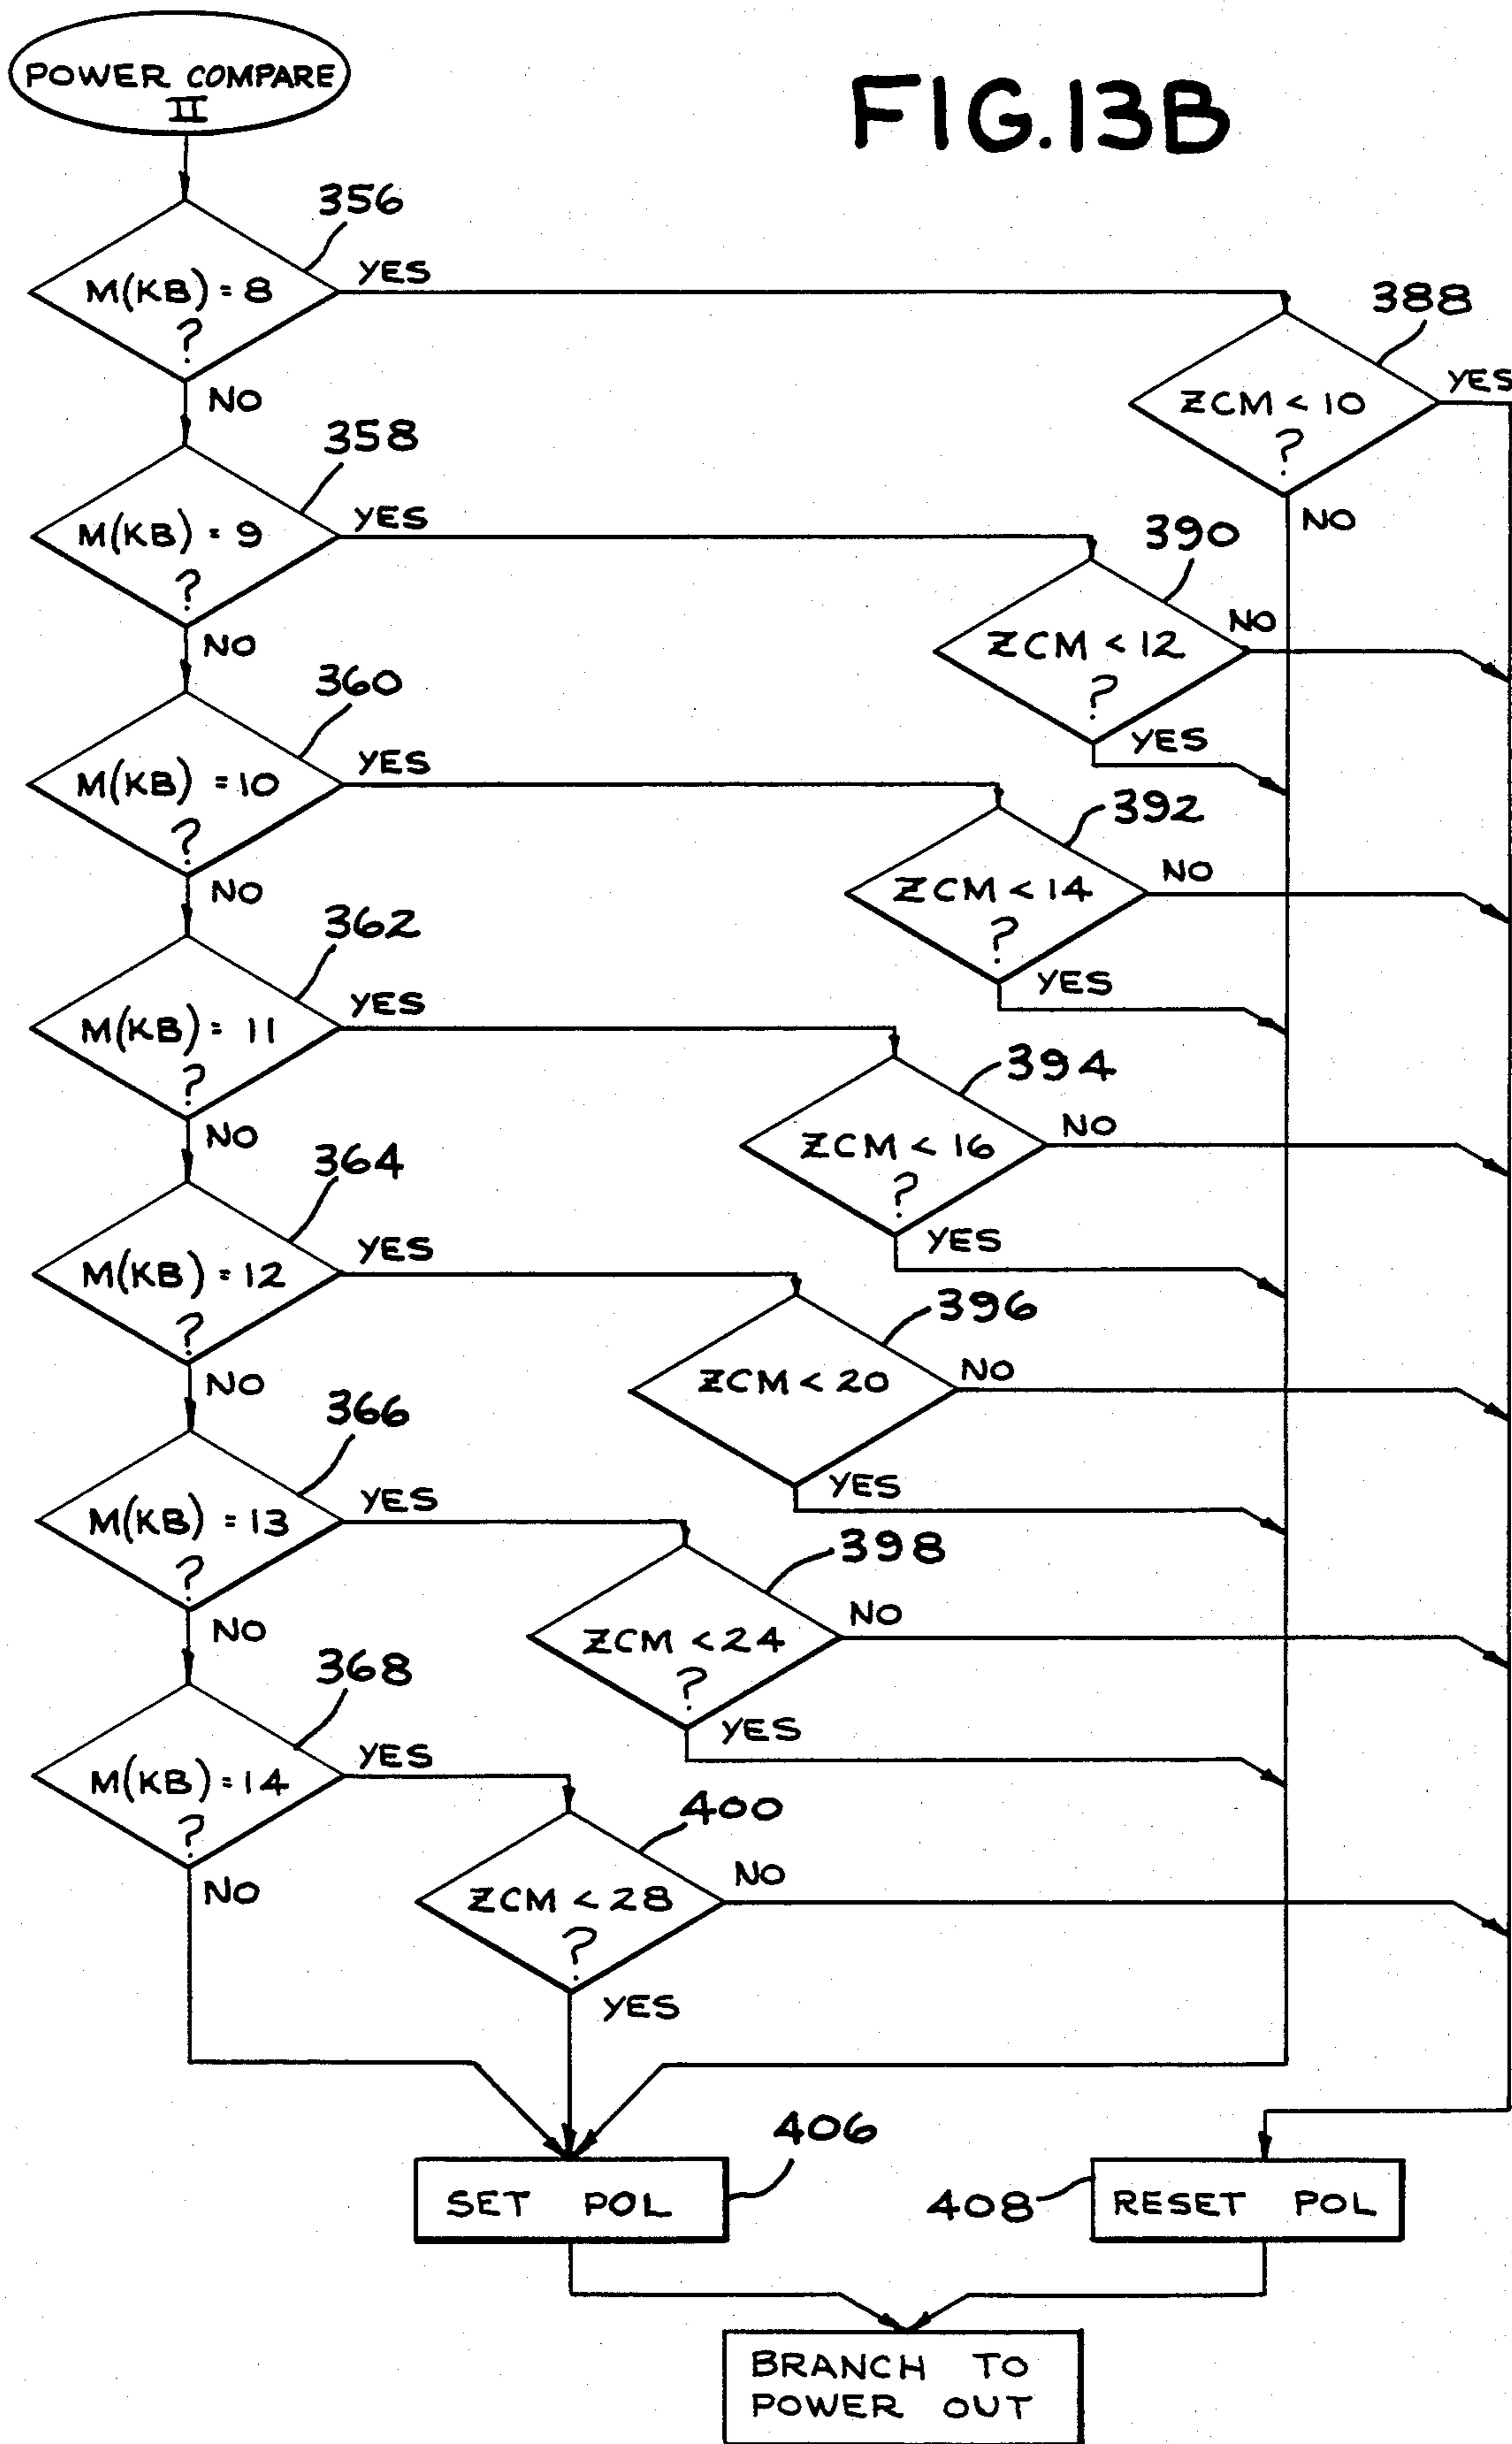 POWER COMPARE
II
FIG.13B
356
M(KB) = 8
?
YES
NO
388
ZCM < 10
?
YES
NO
358
M(KB) = 9
?
YES
NO
390
ZCM < 12
?
NO
YES
360
M(KB) = 10
?
YES
NO
392
ZCM < 14
?
NO
YES
362
M(KB) = 11
?
YES
NO
394
ZCM < 16
?
NO
YES
364
M(KB) = 12
?
YES
NO
396
ZCM < 20
NO
YES
366
M(KB) = 13
?
YES
NO
398
ZCM < 24
?
NO
YES
368
M(KB) = 14
?
YES
NO
400
ZCM < 28
?
NO
YES
406
SET POL
408
RESET POL
BRANCH TO
POWER OUT